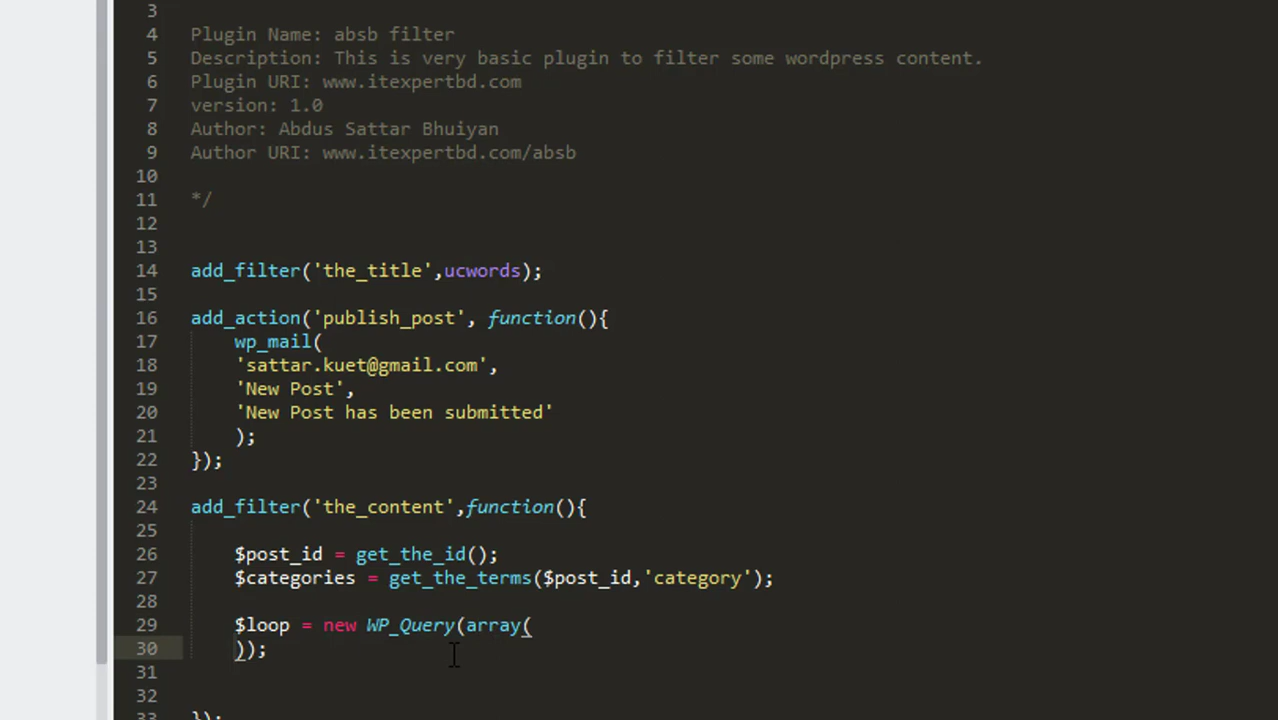 3
4 Plugin Name: absb filter
5 Description: This is very basic plugin to filter some wordpress content.
6 Plugin URI: www.itexpertbd.com
7 version: 1.0
8 Author: Abdus Sattar Bhuiyan
9 Author URI: www.itexpertbd.com/absb
10
11 */
12
13
14 add_filter('the_title',ucwords);
15
16 add_action('publish_post', function(){
17 wp_mail(
18 'sattar.kuet@gmail.com',
19 'New Post',
20 'New Post has been submitted'
21 );
22 });
23
24 add_filter('the_content',function(){
25
26 $post_id = get_the_id();
27 $categories = get_the_terms($post_id,'category');
28
29 $loop = new WP_Query(array(
30 ));
31
32
33 });